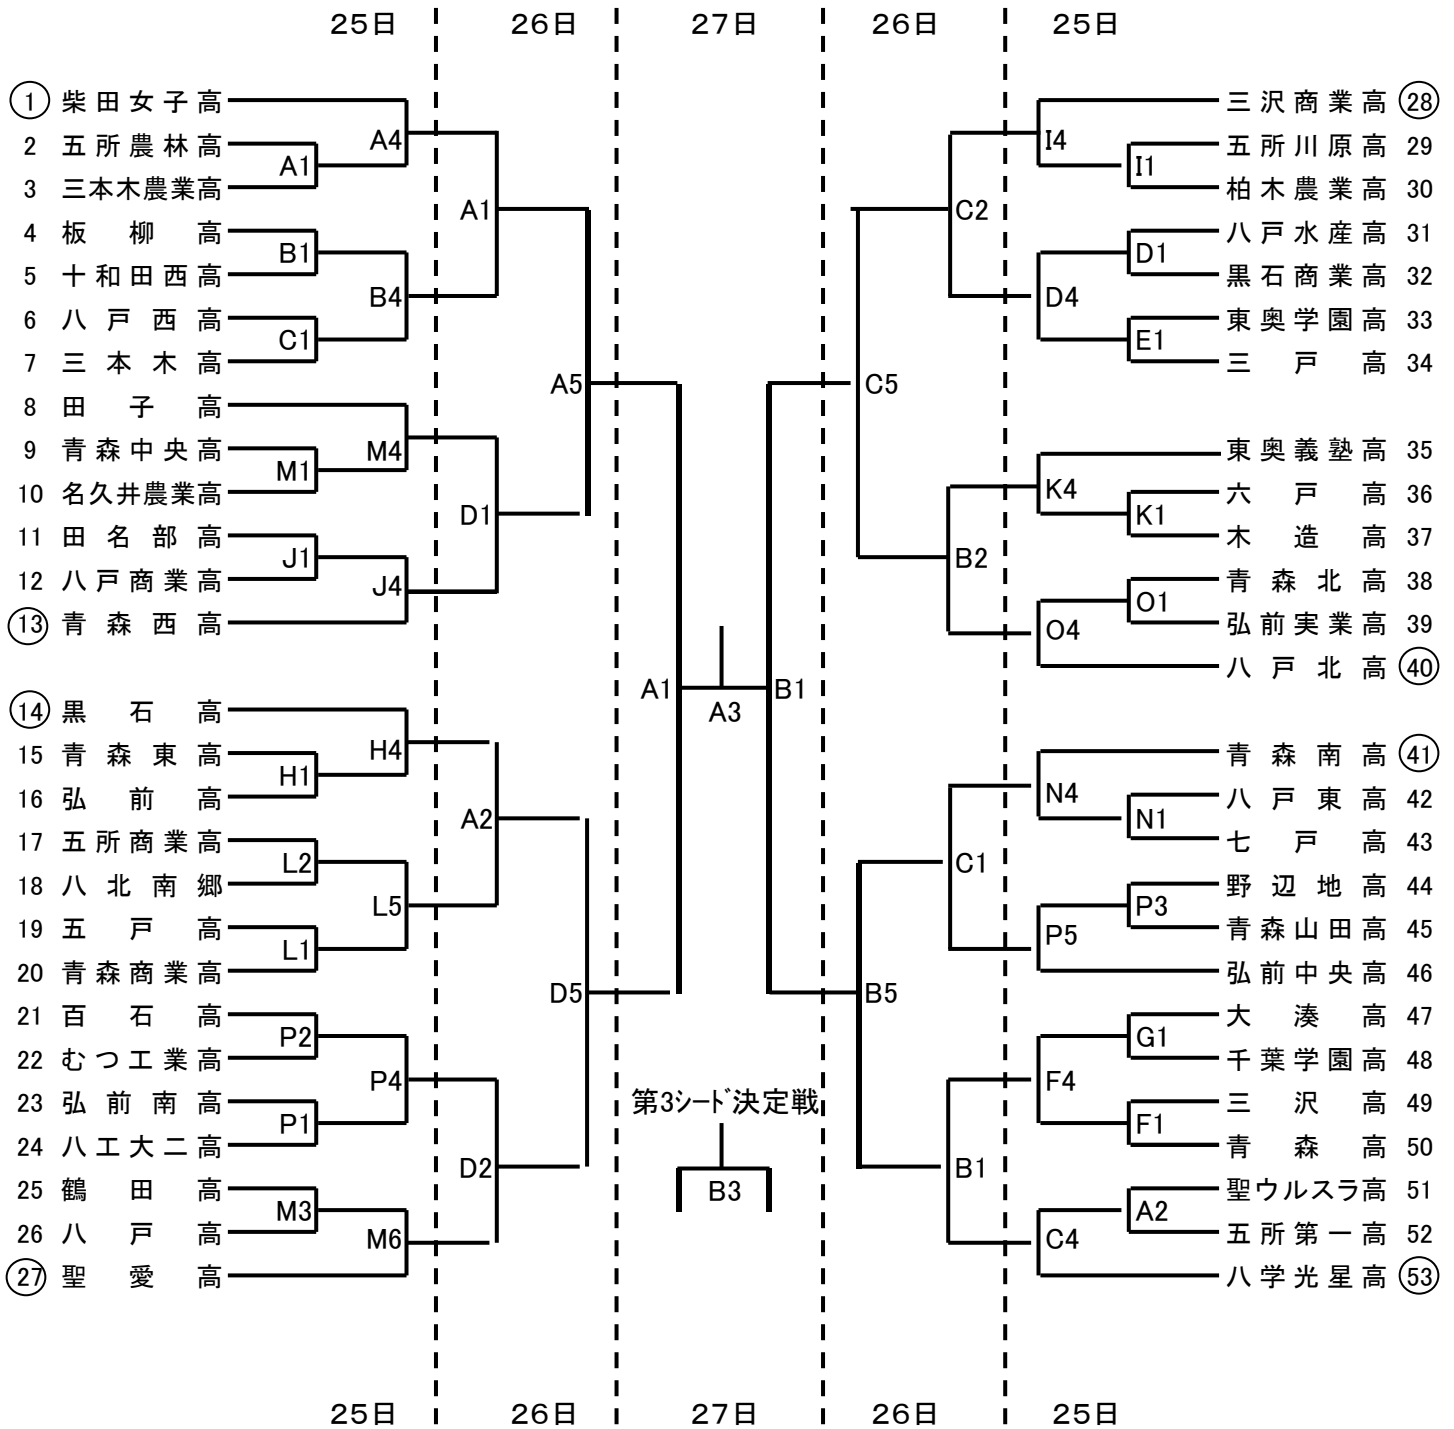 25日 26日 27日 26日 25日
1 柴田女子高
2 五所農林高
3 三本木農業高
4 板柳高
5 十和田西高
6 八戸西高
7 三本木高
8 田子高
9 青森中央高
10 名久井農業高
11 田名部高
12 八戸商業高
13 青森西高
14 黒石高
15 青森東高
16 弘前高
17 五所商業高
18 八北南郷
19 五戸高
20 青森商業高
21 百石高
22 むつ工業高
23 弘前南高
24 八工大二高
25 鶴田高
26 八戸高
27 聖愛高
A1
B1
C1
M1
J1
H1
L2
L1
P2
P1
M3
A4
B4
M4
J4
H4
L5
P4
M6
A1
D1
A2
D2
A5
D5
A1
A3
B1
第3シード決定戦
B3
C5
B5
C2
B2
C1
B1
I4
D4
K4
O4
N4
P5
F4
C4
I1
D1
E1
K1
O1
N1
P3
G1
F1
A2
三沢商業高 28
五所川原高 29
柏木農業高 30
八戸水産高 31
黒石商業高 32
東奥学園高 33
三戸高 34
東奥義塾高 35
六戸高 36
木造高 37
青森北高 38
弘前実業高 39
八戸北高 40
青森南高 41
八戸東高 42
七戸高 43
野辺地高 44
青森山田高 45
弘前中央高 46
大湊高 47
千葉学園高 48
三沢高 49
青森高 50
聖ウルスラ高 51
五所第一高 52
八学光星高 53
25日 26日 27日 26日 25日